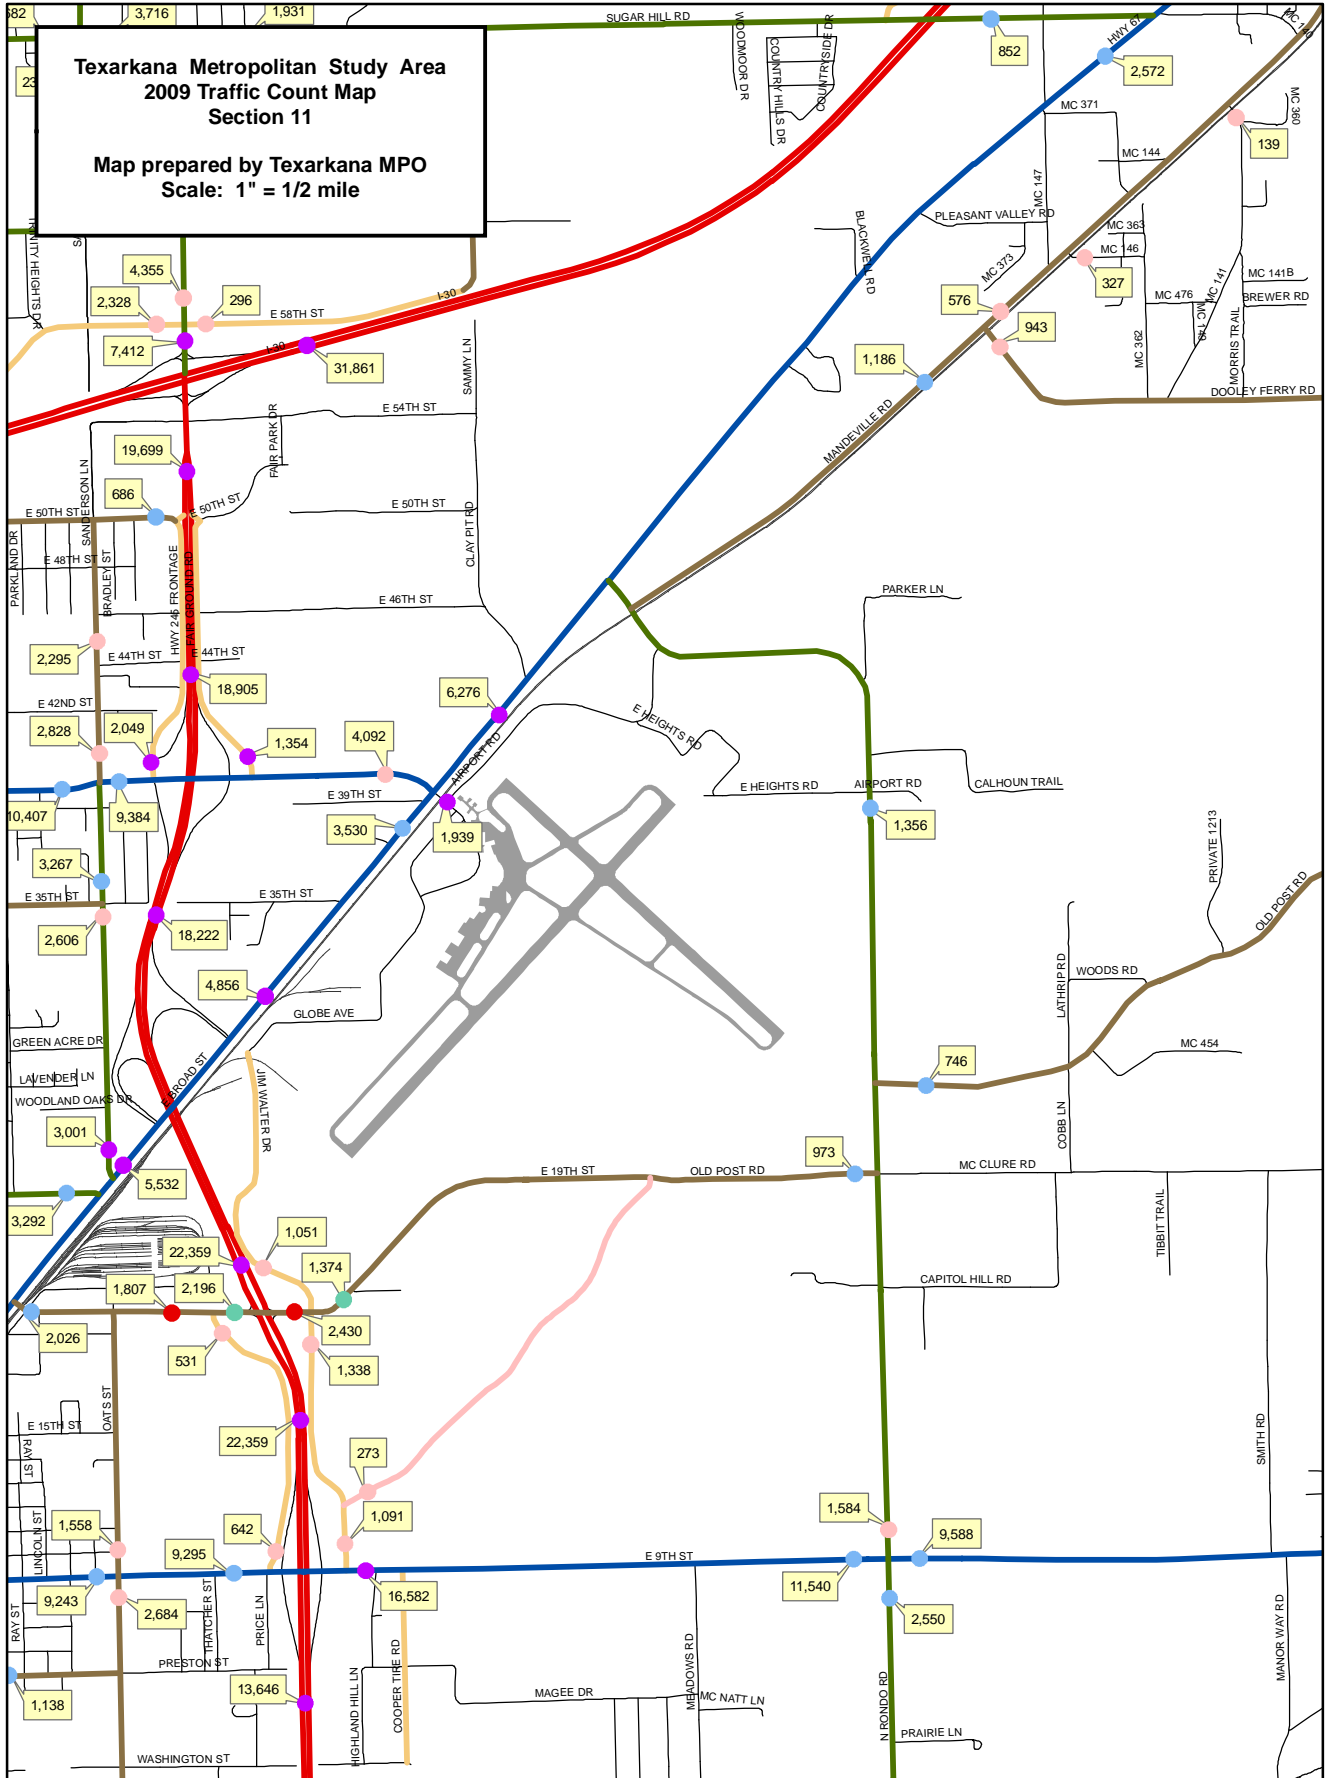 682
3,716
1,931
SUGAR HILL RD
WOODMOOR DR
COUNTRY HILLS DR
COUNTRYSIDE DR
852
HWY 67
2,572
MC 140
MC 360
139
MC 371
MC 144
MC 147
Texarkana Metropolitan Study Area
2009 Traffic Count Map
Section 11
Map prepared by Texarkana MPO
Scale: 1" = 1/2 mile
23
PLEASANT VALLEY RD
BLACKWELL RD
MC 363
MC 146
MC 373
327
MC 141
MC 141B
BREWER RD
MC 476
MC 149
MC 362
MORRIS TRAIL
DOOLEY FERRY RD
TRINITY HEIGHTS DR
SA
4,355
2,328
296
E 58TH ST
I-30
7,412
I-30
31,861
SAMMY LN
576
943
1,186
MANDEVILLE RD
E 54TH ST
FAIR PARK DR
19,699
SANDERSON LN
686
E 50TH ST
E 50TH ST
E 50TH ST
CLAY PIT RD
PARKLAND DR
E 48TH ST
BRADLEY ST
HWY 245 FRONTAGE
FAIR GROUND RD
E 46TH ST
PARKER LN
2,295
E 44TH ST
E 44TH ST
18,905
E 42ND ST
6,276
E HEIGHTS RD
2,828
2,049
1,354
4,092
AIRPORT RD
E HEIGHTS RD
AIRPORT RD
CALHOUN TRAIL
10,407
9,384
E 39TH ST
3,530
1,939
1,356
PRIVATE 1213
3,267
E 35TH ST
E 35TH ST
OLD POST RD
2,606
18,222
LATHRIP RD
WOODS RD
4,856
GLOBE AVE
GREEN ACRE DR
MC 454
LAVENDER LN
E BROAD ST
JIM WALTER DR
746
WOODLAND OAKS DR
COBB LN
3,001
973
5,532
E 19TH ST
OLD POST RD
MC CLURE RD
3,292
TIBBIT TRAIL
22,359
1,051
1,374
1,807
2,196
CAPITOL HILL RD
2,026
2,430
531
1,338
OATS ST
E 15TH ST
RAY ST
22,359
273
SMITH RD
1,558
LINCOLN ST
642
1,091
1,584
9,588
9,295
E 9TH ST
9,243
11,540
16,582
2,684
2,550
RAY ST
THATCHER ST
PRICE LN
MANOR WAY RD
PRESTON ST
HIGHLAND HILL LN
COOPER TIRE RD
MEADOWS RD
1,138
13,646
MAGEE DR
MC NATT LN
N RONDO RD
PRAIRIE LN
WASHINGTON ST